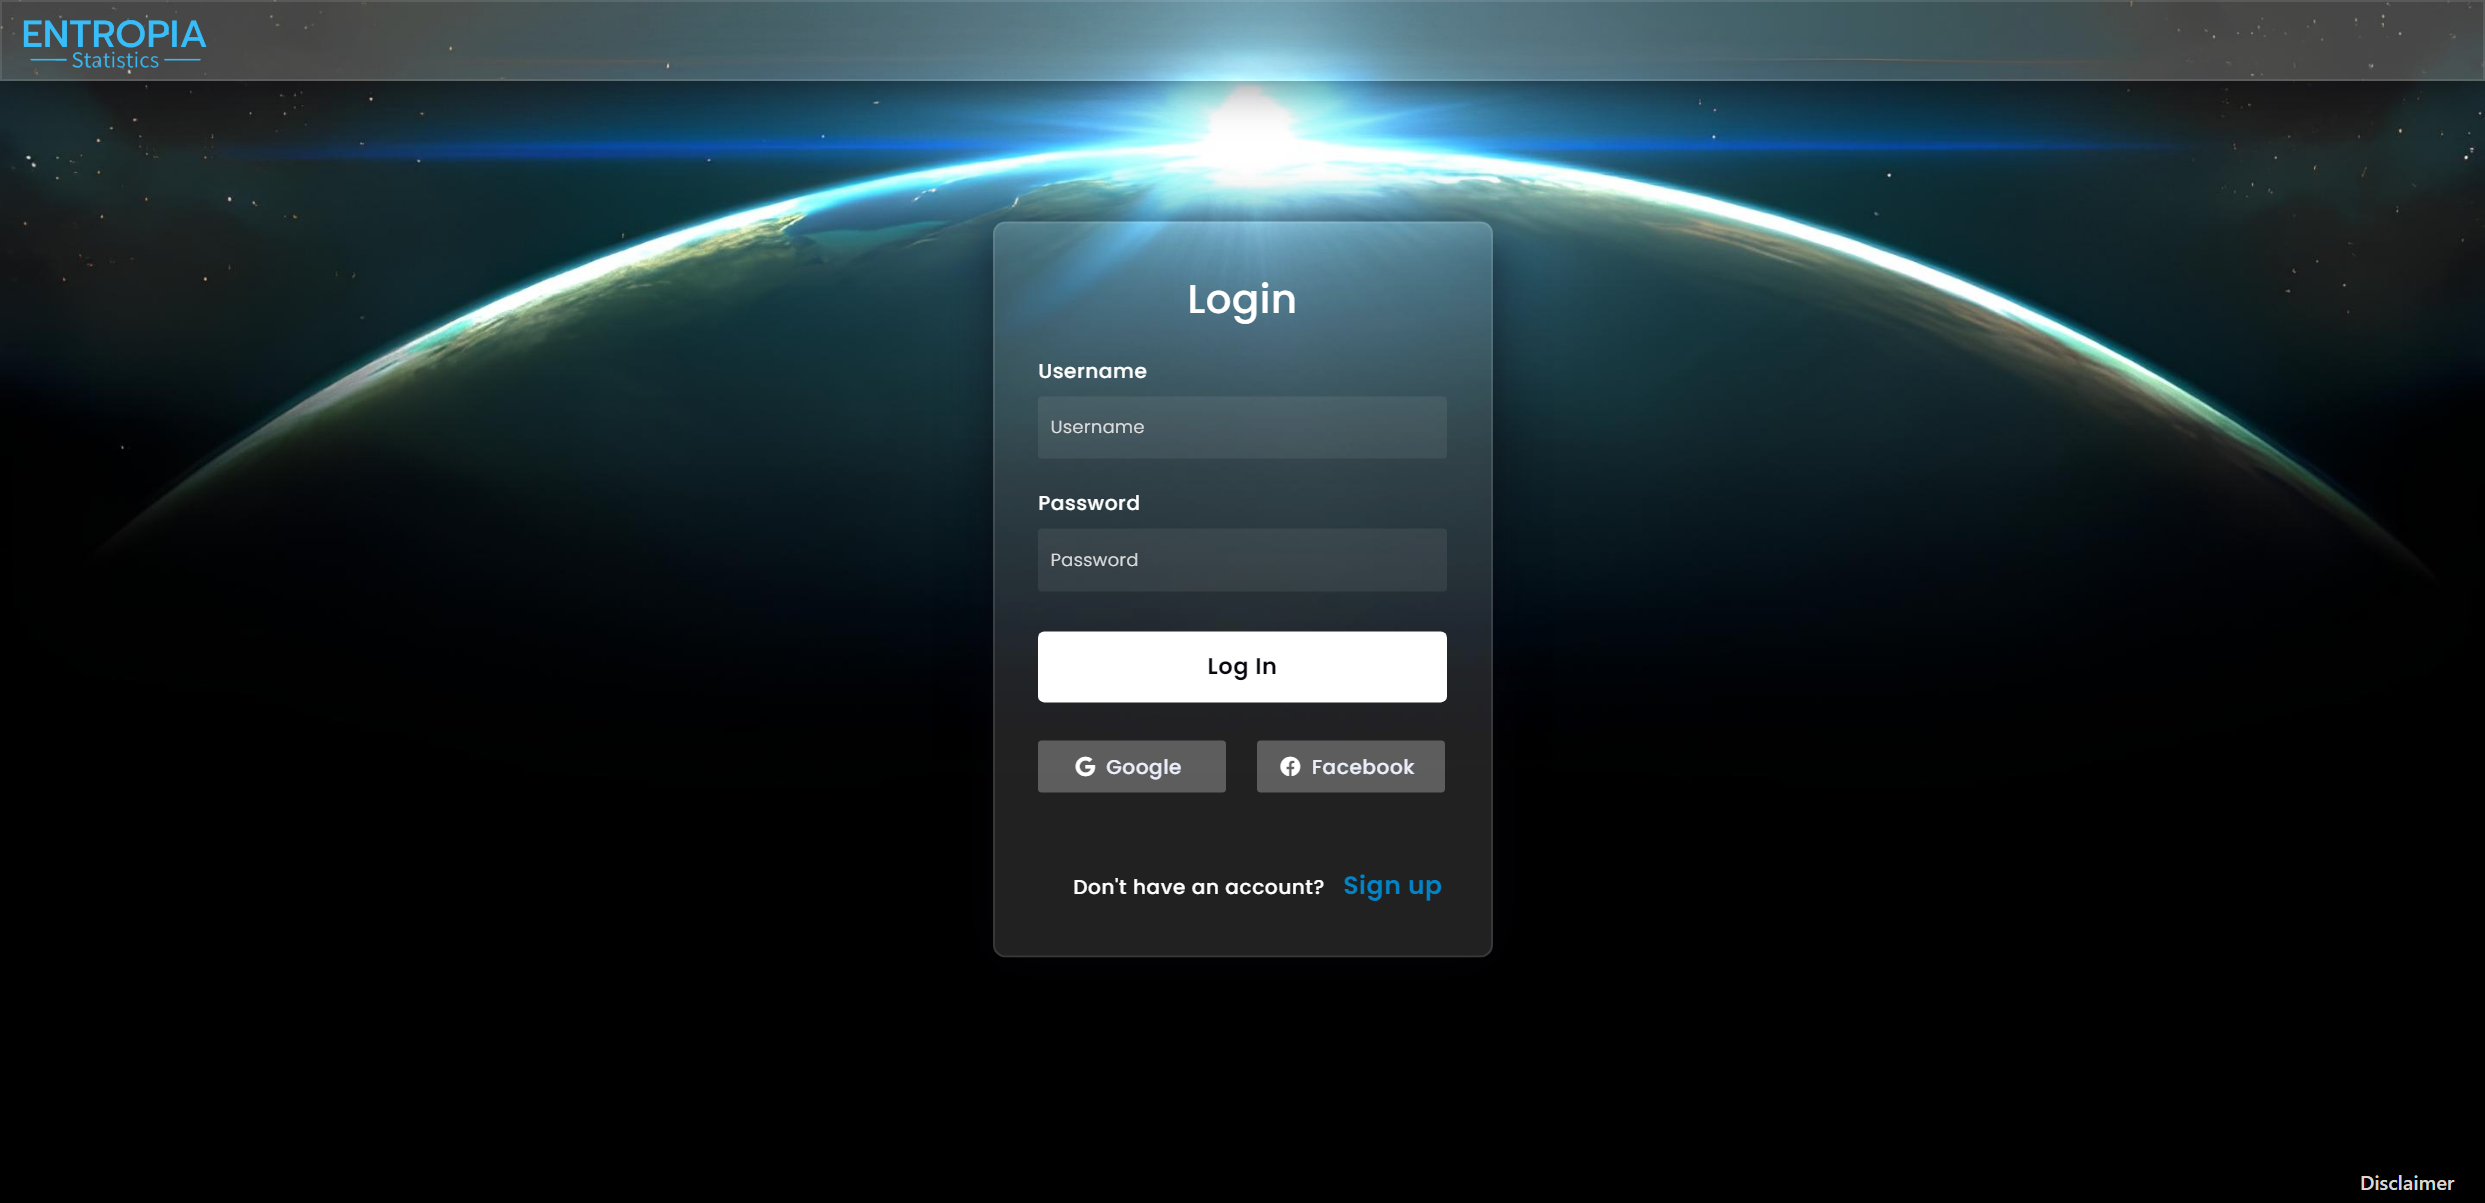 ENTROPIA
Statistics
Login
Username
Username
Password
Password
Log In
Google
Facebook
Don't have an account? Sign up
Disclaimer